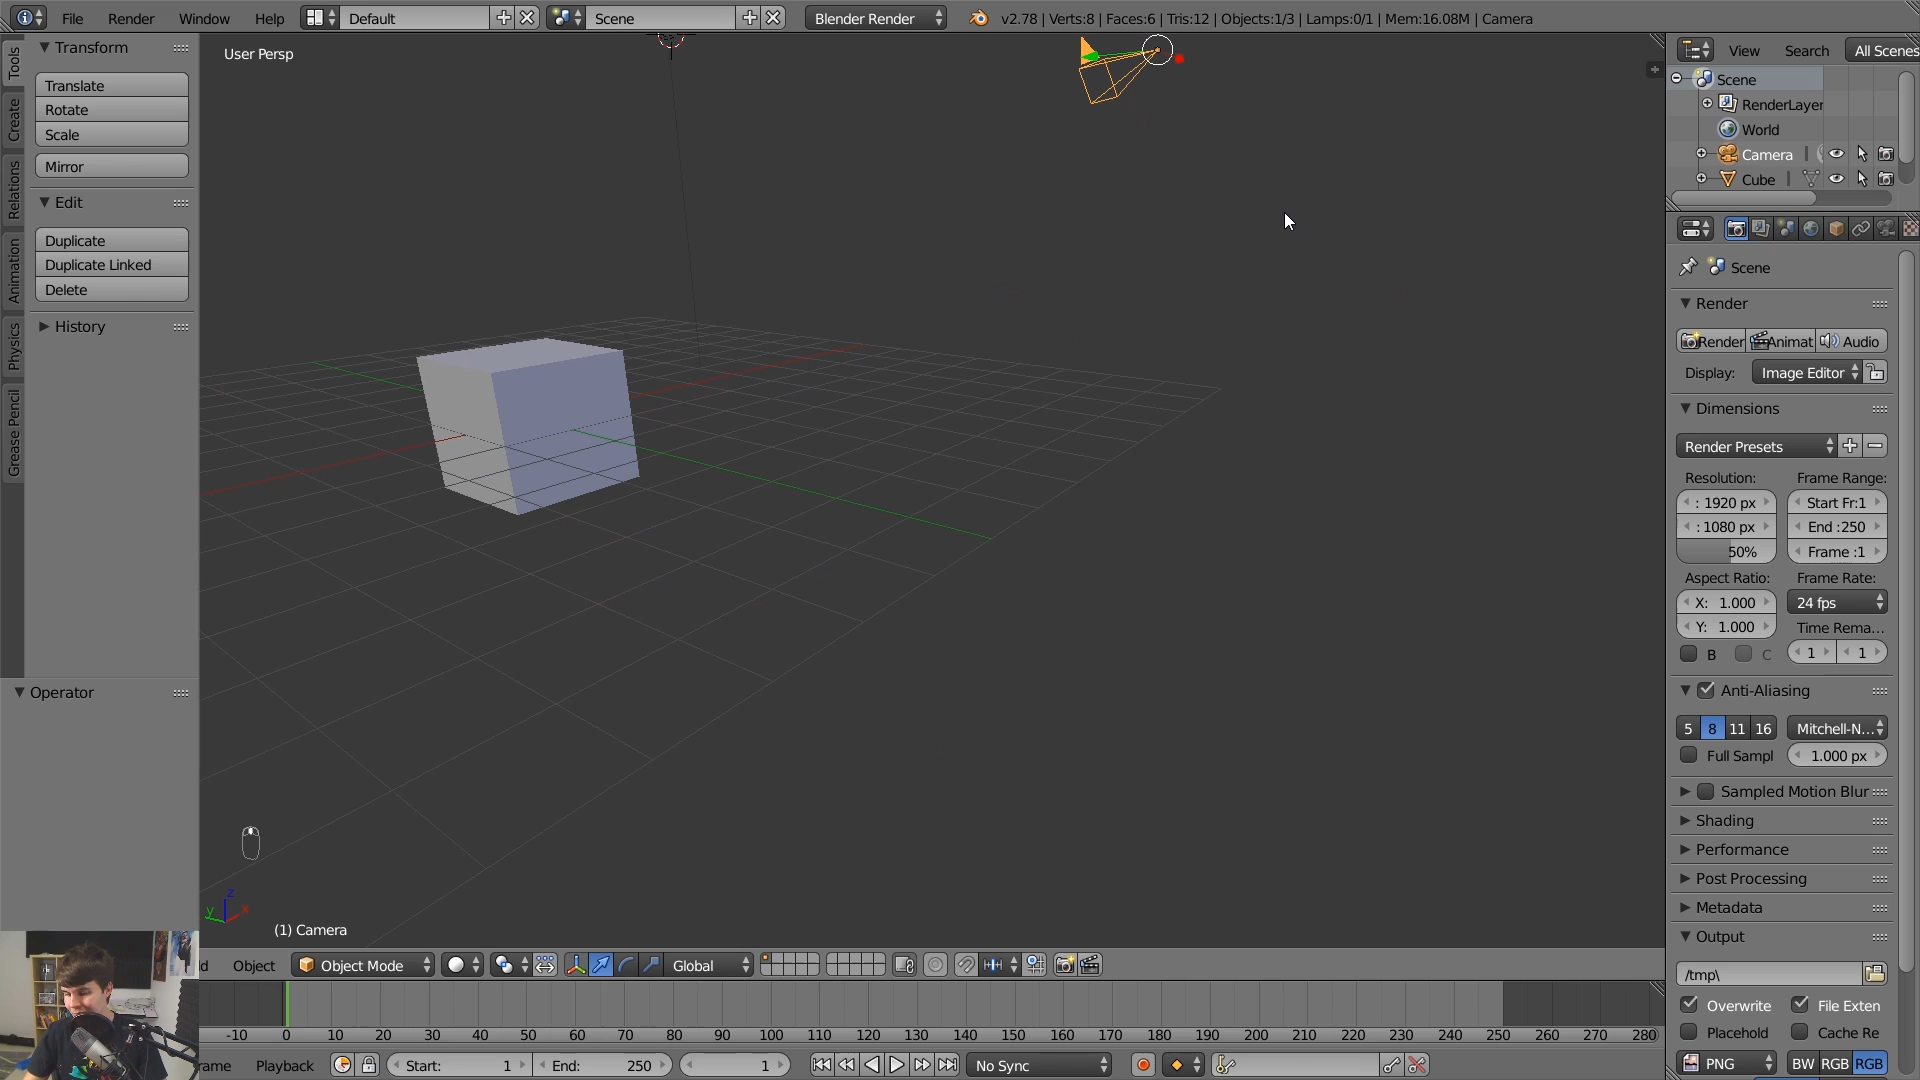 File Render Window Help Default Scene Blender Render v2.78 | Verts:8 | Faces:6 | Tris:12 | Objects:1/3 | Lamps:0/1 | Mem:16.08M | Camera
Tools
Create
Relations
Animation
Physics
Grease Pencil
Transform
Translate
Rotate
Scale
Mirror
Edit
Duplicate
Duplicate Linked
Delete
History
Operator
User Persp
z
y
x
(1) Camera
View Search All Scenes
Scene
RenderLayer
World
Camera
Cube
Scene
Render
Render Animat Audio
Display: Image Editor
Dimensions
Render Presets
Resolution: Frame Range:
: 1920 px Start Fr:1
: 1080 px End :250
50% Frame :1
Aspect Ratio: Frame Rate:
X: 1.000 24 fps
Y: 1.000 Time Rema...
B C 1 1
Anti-Aliasing
5 8 11 16 Mitchell-N...
Full Sampl 1.000 px
Sampled Motion Blur
Shading
Performance
Post Processing
Metadata
Output
/tmp\
Overwrite File Exten
Placehold Cache Re
PNG BW RGB RGB
d Object Object Mode Global
-10 0 10 20 30 40 50 60 70 80 90 100 110 120 130 140 150 160 170 180 190 200 210 220 230 240 250 260 270 280
rame Playback Start: 1 End: 250 1 No Sync